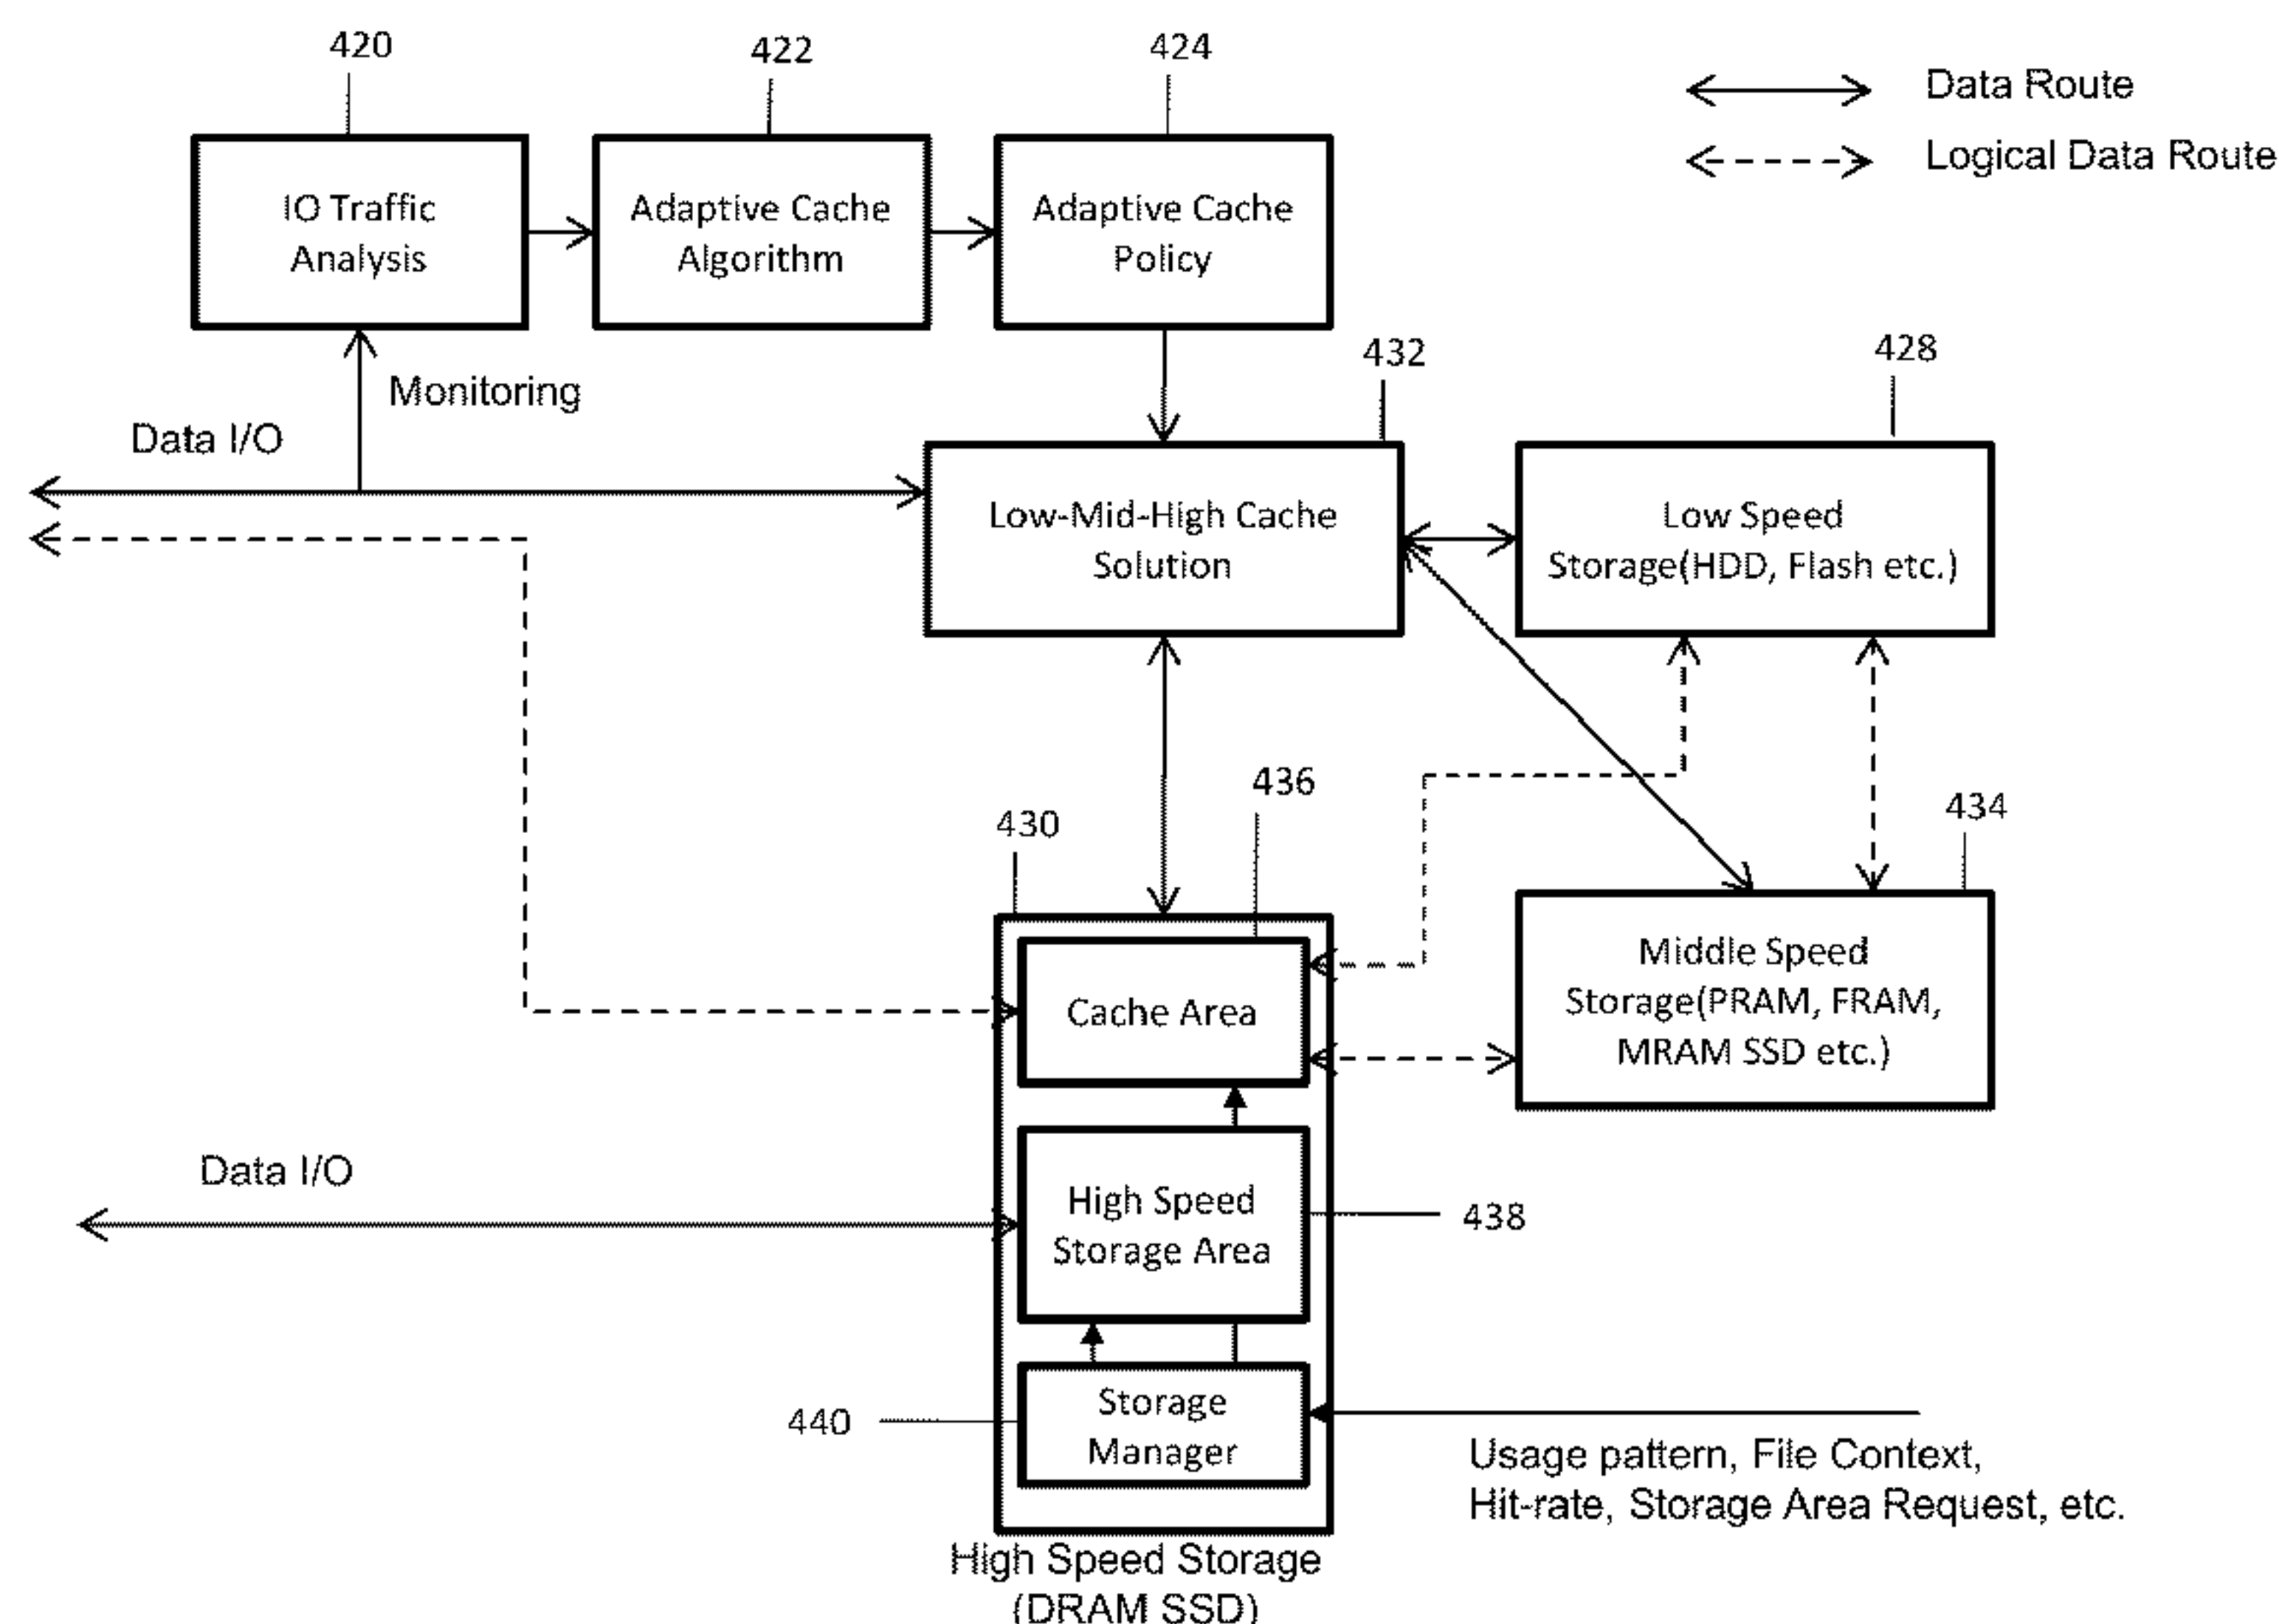 420
422
424
Data Route
Logical Data Route
IO Traffic
Analysis
Adaptive Cache
Algorithm
Adaptive Cache
Policy
432
428
Monitoring
Data I/O
Low-Mid-High Cache
Solution
Low Speed
Storage(HDD, Flash etc.)
436
430
434
Cache Area
Middle Speed
Storage(PRAM, FRAM,
MRAM SSD etc.)
Data I/O
High Speed
Storage Area
438
440
Storage
Manager
Usage pattern, File Context,
Hit-rate, Storage Area Request, etc.
High Speed Storage
(DRAM SSD)